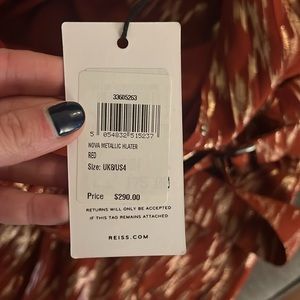 33605263
5 054832 515237
NOVA METALLIC HLATER
RED
Size: UK8/US4
Price $290.00
RETURNS WILL ONLY BE ACCEPTED
IF THIS TAG REMAINS ATTACHED
REISS.COM